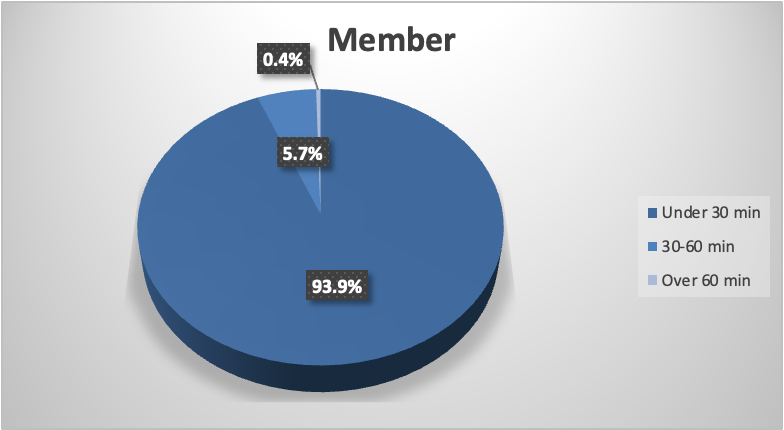 Member
0.4%
5.7%
93.9%
Under 30 min
30-60 min
Over 60 min